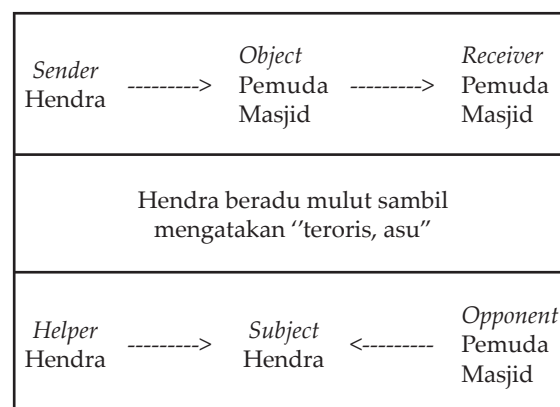 Sender
Hendra
--------->
Object
Pemuda
Masjid
--------->
Receiver
Pemuda
Masjid
Hendra beradu mulut sambil
mengatakan ‘’teroris, asu”
Helper
Hendra
--------->
Subject
Hendra
<---------
Opponent
Pemuda
Masjid